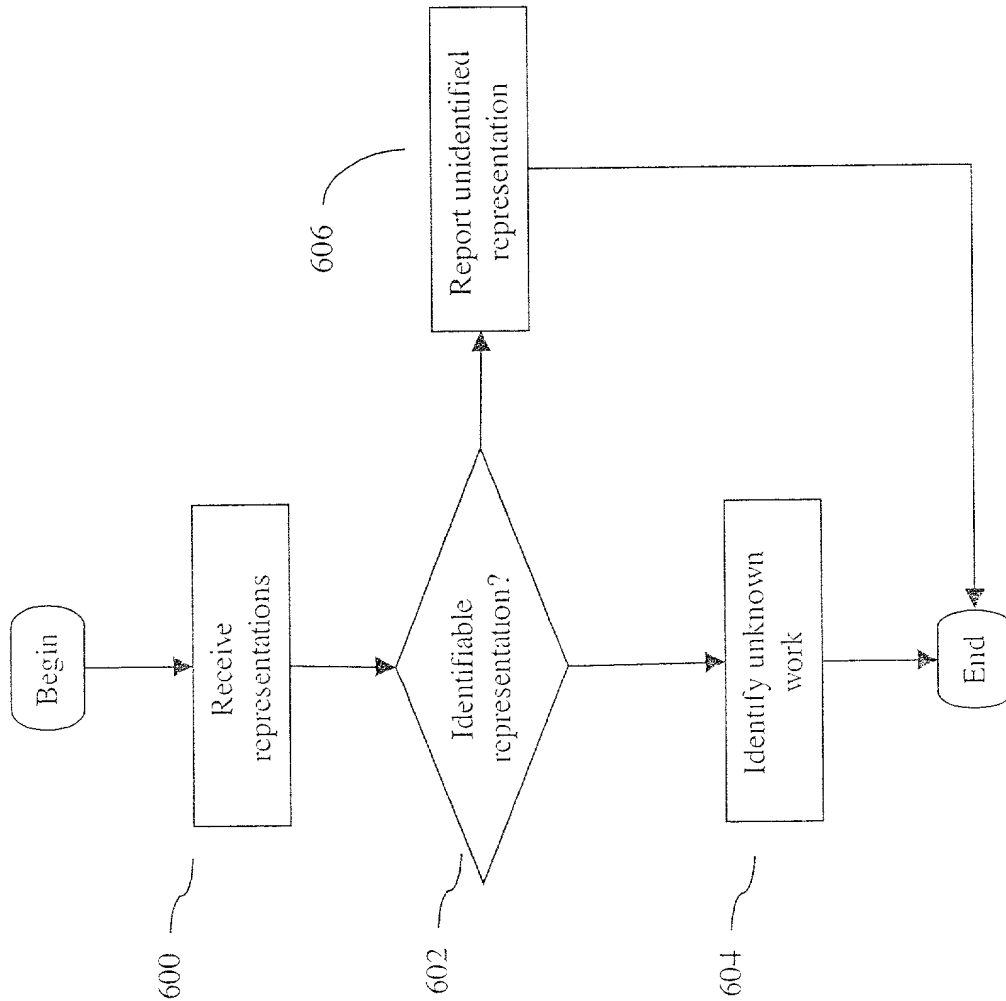 Begin
600
Receive
representations
602
Identifiable
representation?
606
Report unidentified
representation
604
Identify unknown
work
End